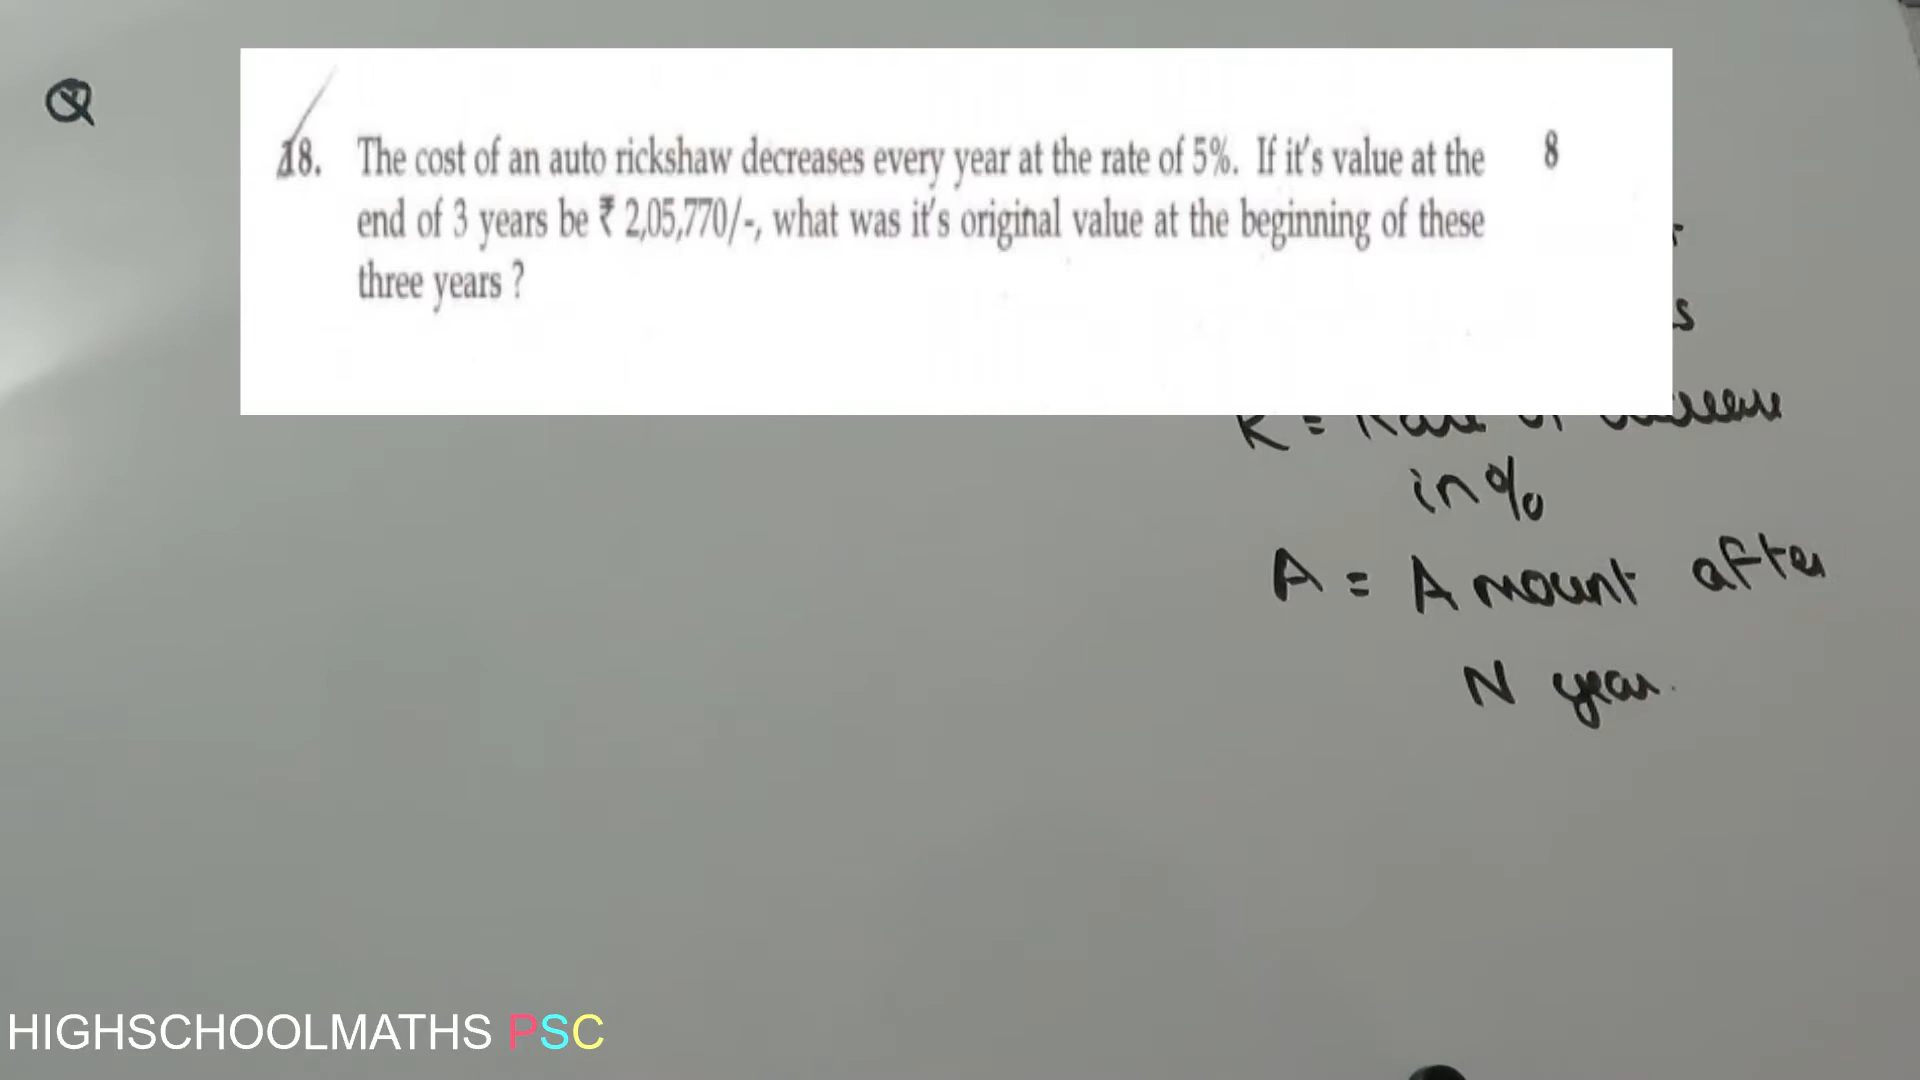 Q
18. The cost of an auto rickshaw decreases every year at the rate of 5%. If it's value at the 8
end of 3 years be ₹ 2,05,770/-, what was it's original value at the beginning of these
three years ?
R = Rate of
in %
A = Amount after
N year.
HIGHSCHOOLMATHS PSC